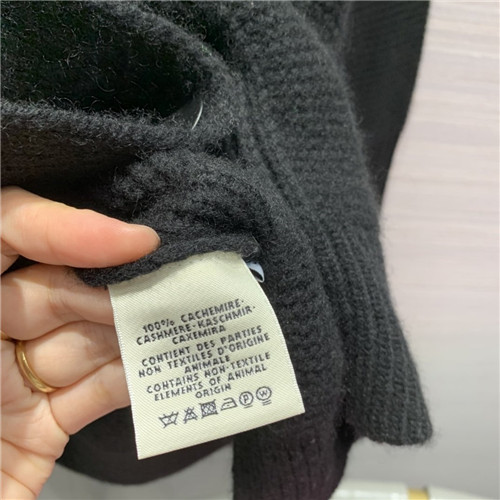 100% CACHEMIRE-
CASHMERE-KASCHMIR-
CAXEMIRA
CONTIENT DES PARTIES
NON TEXTILES D'ORIGINE
ANIMALE
CONTAINS NON-TEXTILE
ELEMENTS OF ANIMAL
ORIGIN